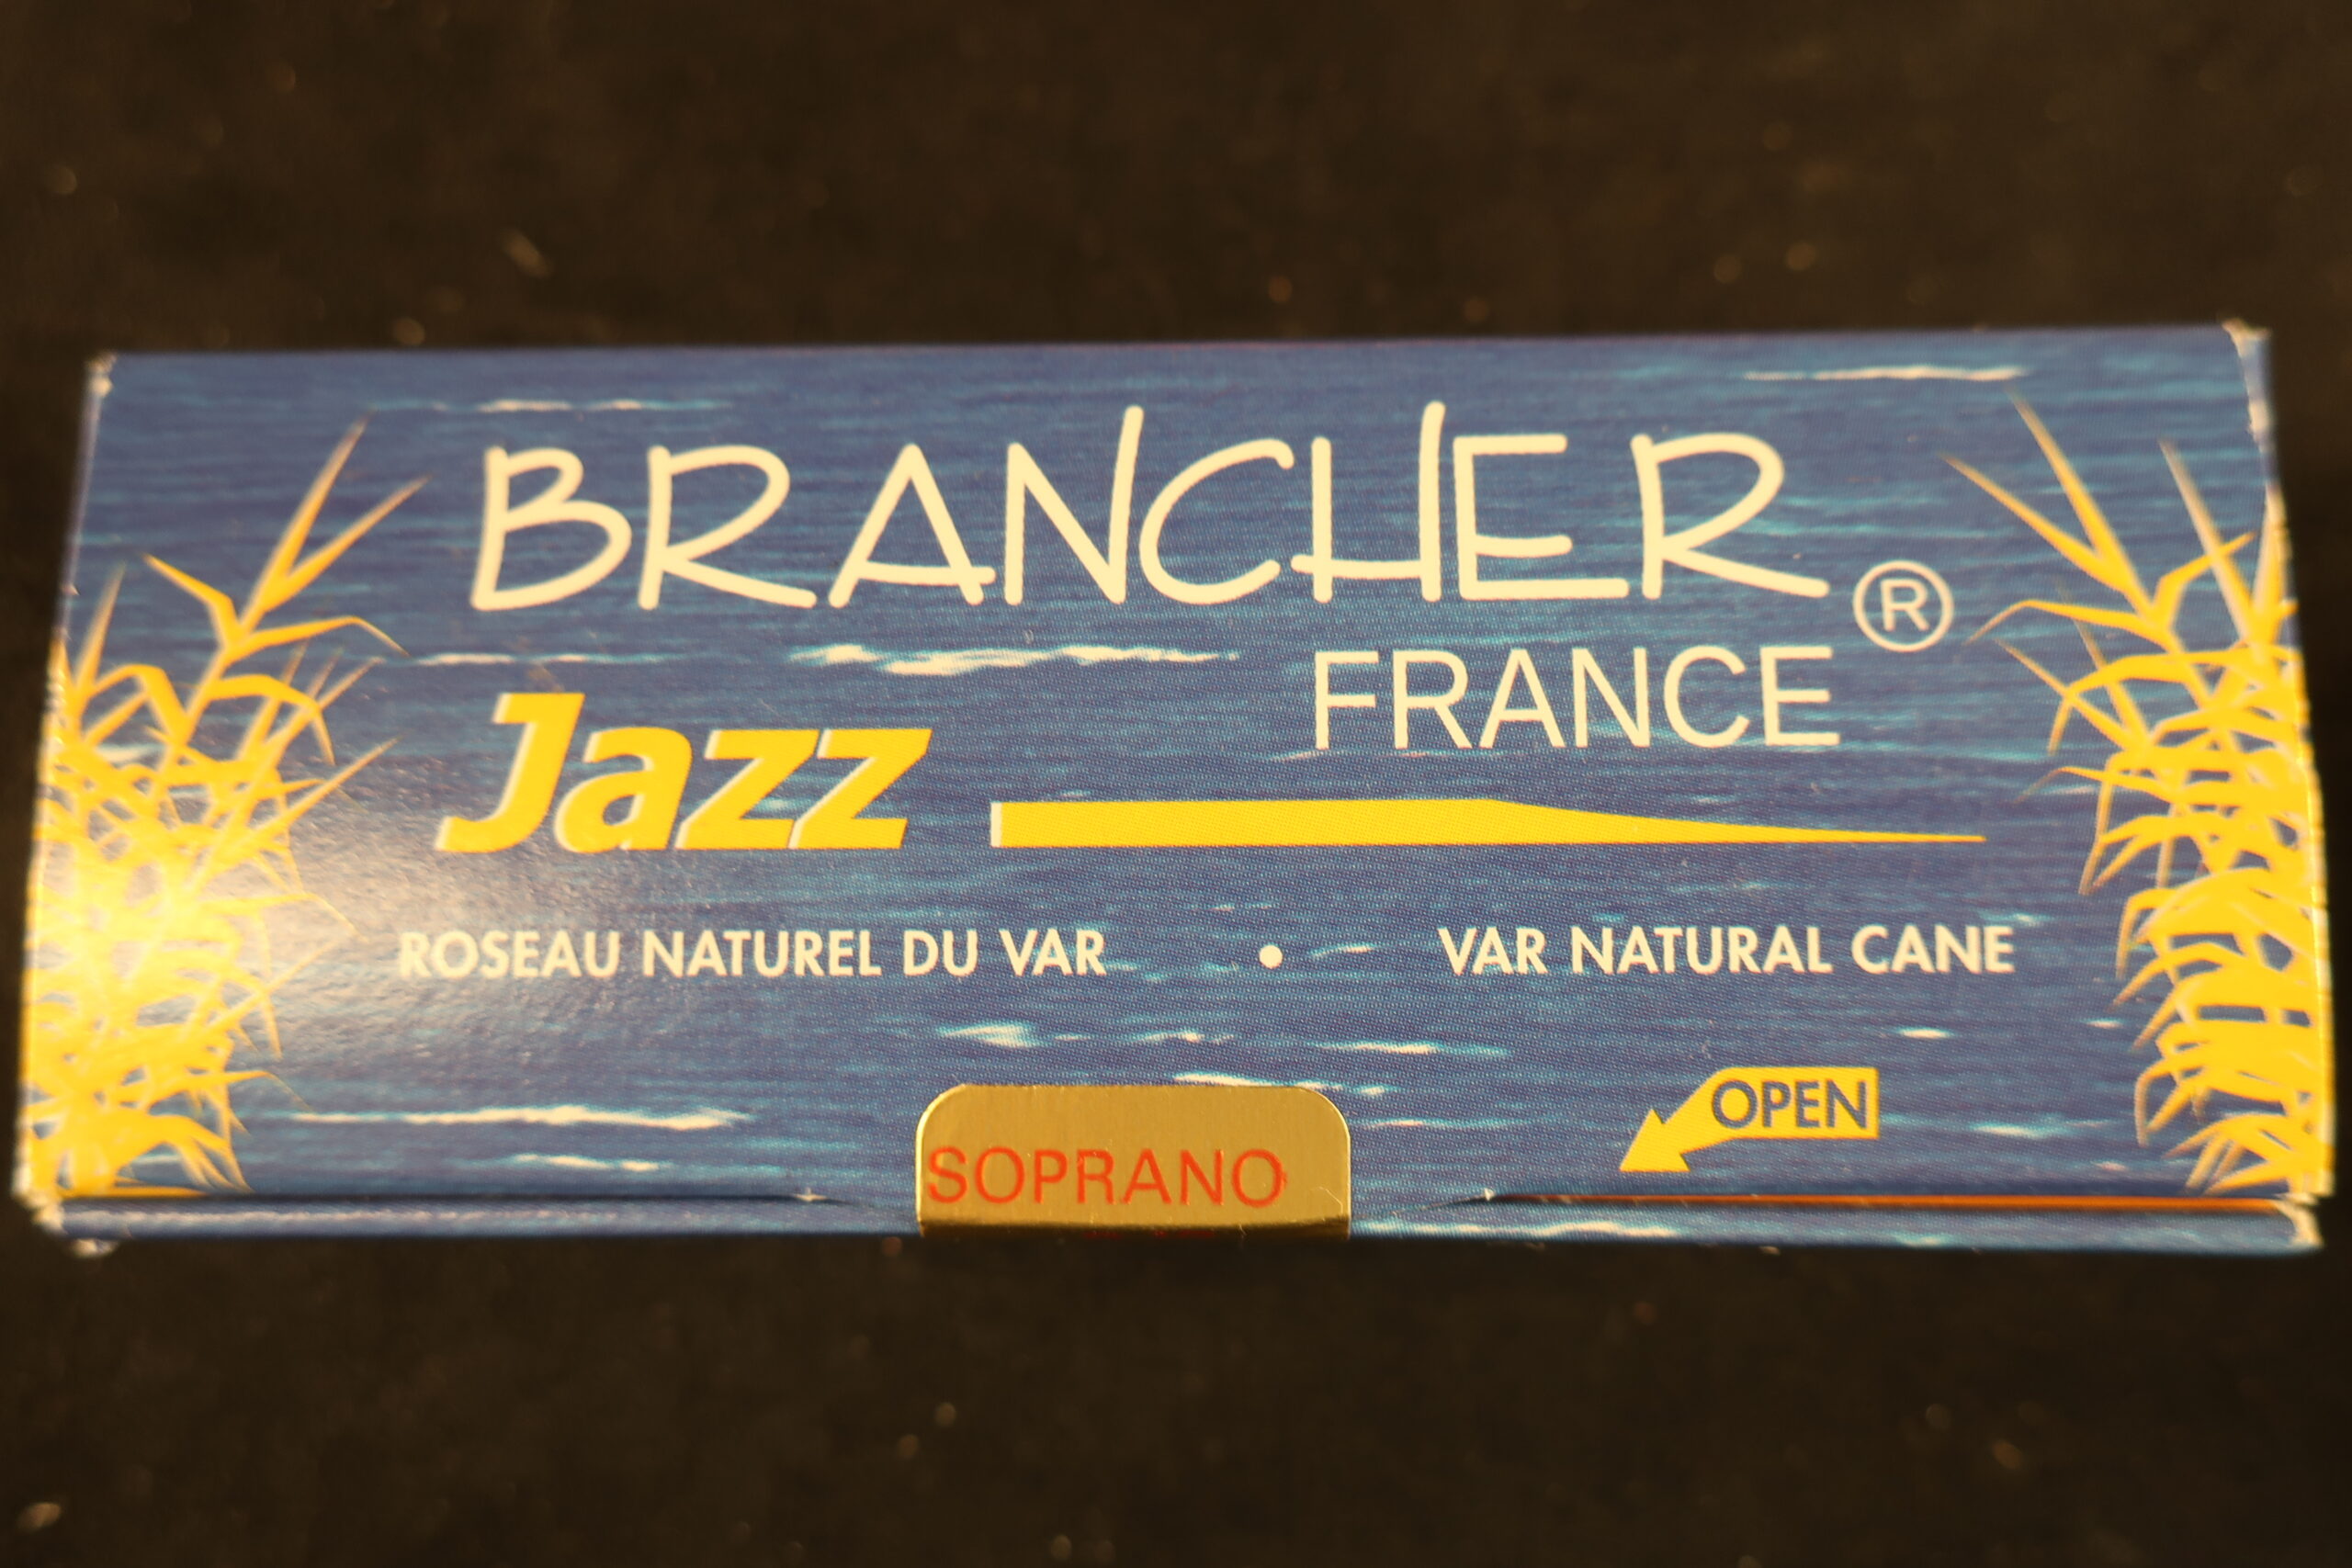 BRANCHER ®
FRANCE
Jazz
ROSEAU NATUREL DU VAR • VAR NATURAL CANE
OPEN
SOPRANO